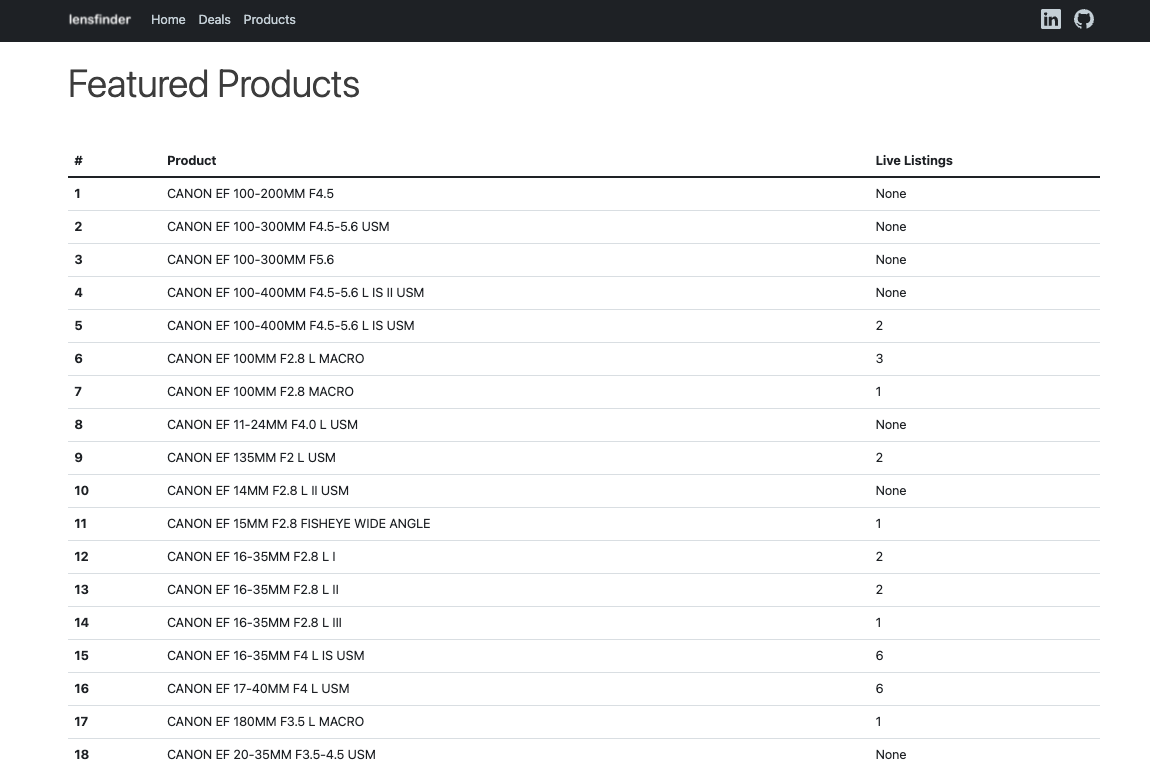 lensfinder Home Deals Products
Featured Products
# Product Live Listings
1 CANON EF 100-200MM F4.5 None
2 CANON EF 100-300MM F4.5-5.6 USM None
3 CANON EF 100-300MM F5.6 None
4 CANON EF 100-400MM F4.5-5.6 L IS II USM None
5 CANON EF 100-400MM F4.5-5.6 L IS USM 2
6 CANON EF 100MM F2.8 L MACRO 3
7 CANON EF 100MM F2.8 MACRO 1
8 CANON EF 11-24MM F4.0 L USM None
9 CANON EF 135MM F2 L USM 2
10 CANON EF 14MM F2.8 L II USM None
11 CANON EF 15MM F2.8 FISHEYE WIDE ANGLE 1
12 CANON EF 16-35MM F2.8 L I 2
13 CANON EF 16-35MM F2.8 L II 2
14 CANON EF 16-35MM F2.8 L III 1
15 CANON EF 16-35MM F4 L IS USM 6
16 CANON EF 17-40MM F4 L USM 6
17 CANON EF 180MM F3.5 L MACRO 1
18 CANON EF 20-35MM F3.5-4.5 USM None